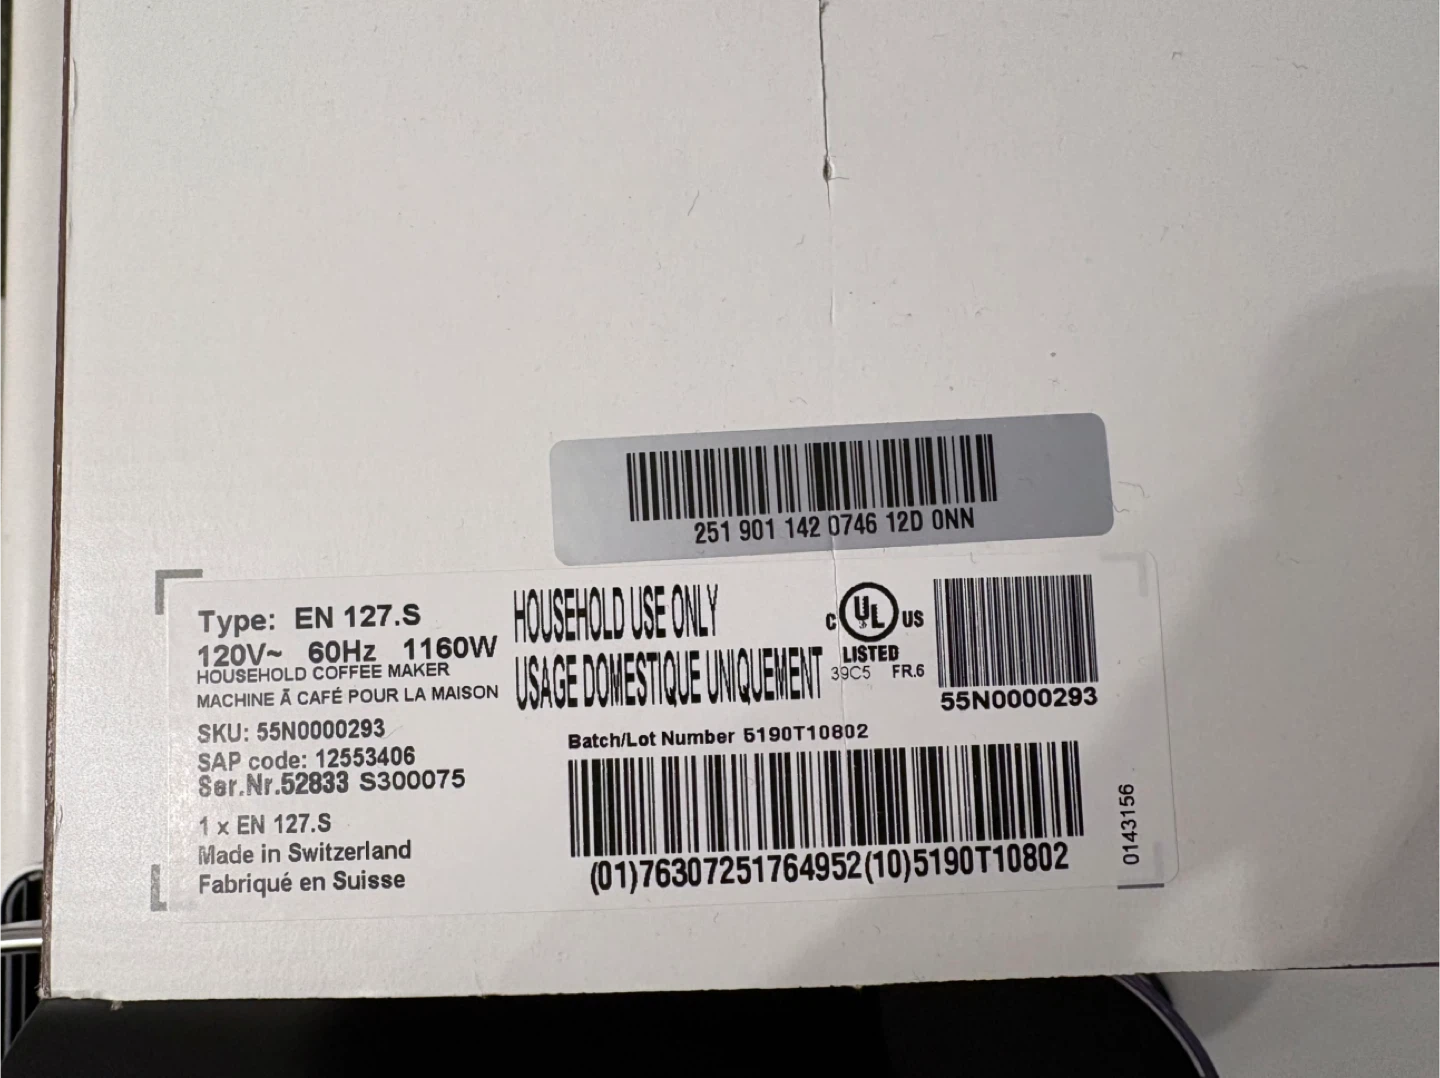 251 901 142 0746 12D 0NN
Type: EN 127.S
120V~ 60Hz 1160W
HOUSEHOLD COFFEE MAKER
MACHINE Ã CAFÉ POUR LA MAISON
SKU: 55N0000293
SAP code: 12553406
Ser.Nr.52833 S300075
1 x EN 127.S
Made in Switzerland
Fabriqué en Suisse
HOUSEHOLD USE ONLY
USAGE DOMESTIQUE UNIQUEMENT
C UL US
LISTED
39C5 FR.6
55N0000293
Batch/Lot Number 5190T10802
(01)76307251764952(10)5190T10802
0143156